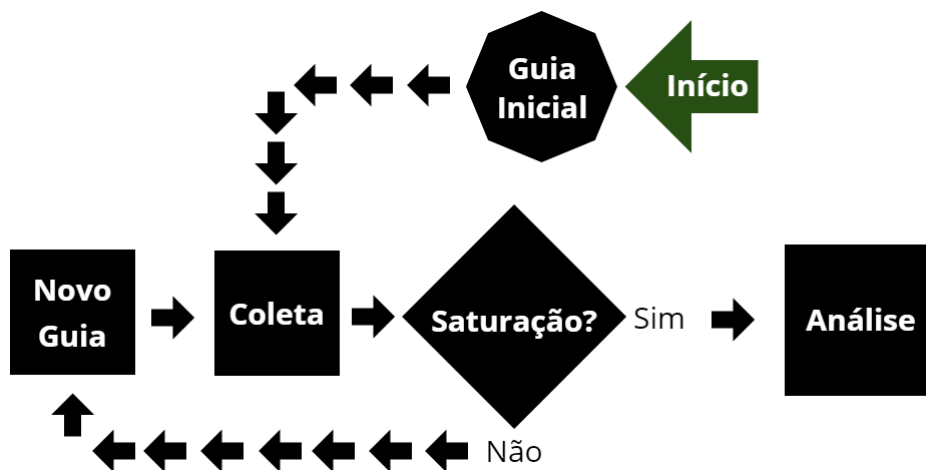 Guia
Inicial
Início
Novo
Guia
Coleta
Saturação?
Sim
Análise
Não